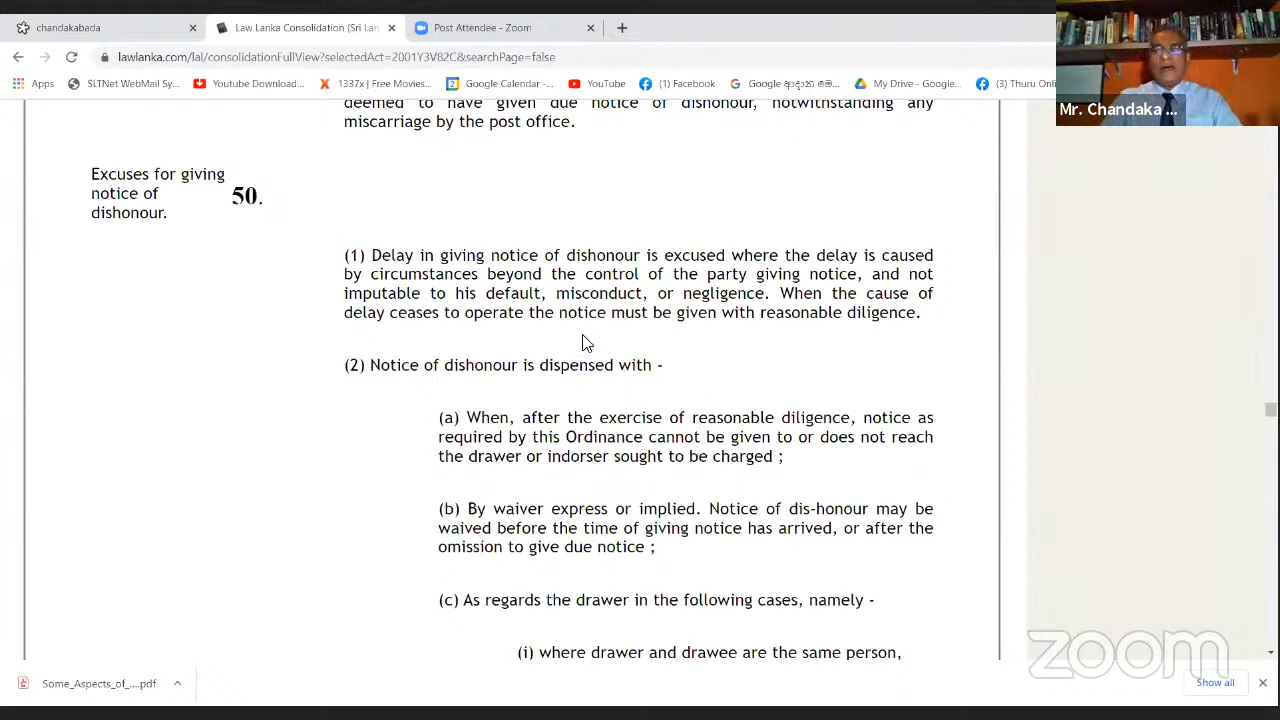 chandakabada
Law Lanka Consolidation (Sri Lan
Post Attendee - Zoom
lawlanka.com/lal/consolidationFullView?selectedAct=2001Y3V82C&searchPage=false
Apps
SLTNet WebMail Sy...
Youtube Download...
1337x | Free Movies...
Google Calendar -...
YouTube
(1) Facebook
My Drive - Google...
(3) Thuru Onli
Mr. Chandaka ...
deemed to have given due notice of dishonour, notwithstanding any
miscarriage by the post office.
Excuses for giving
notice of
dishonour.
50.
(1) Delay in giving notice of dishonour is excused where the delay is caused
by circumstances beyond the control of the party giving notice, and not
imputable to his default, misconduct, or negligence. When the cause of
delay ceases to operate the notice must be given with reasonable diligence.
(2) Notice of dishonour is dispensed with -
(a) When, after the exercise of reasonable diligence, notice as
required by this Ordinance cannot be given to or does not reach
the drawer or indorser sought to be charged ;
(b) By waiver express or implied. Notice of dis-honour may be
waived before the time of giving notice has arrived, or after the
omission to give due notice ;
(c) As regards the drawer in the following cases, namely -
(i) where drawer and drawee are the same person,
zoom
Some_Aspects_of_....pdf
Show all